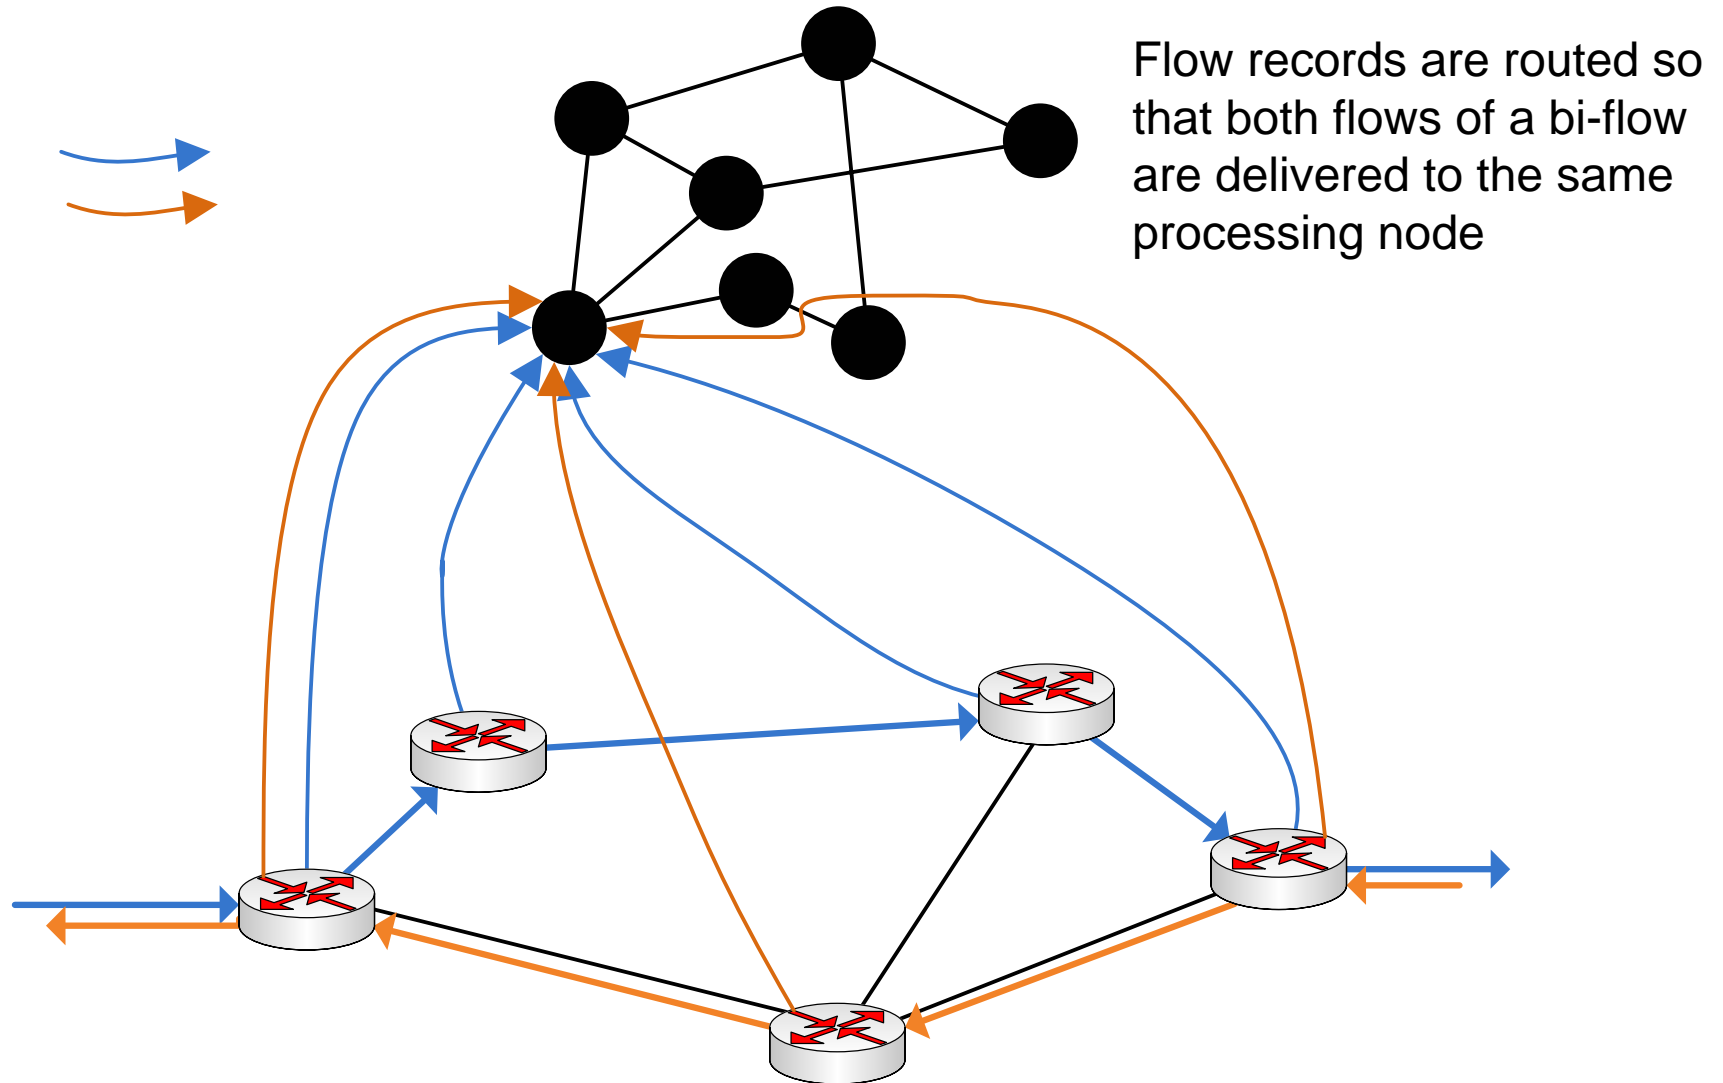 Flow records are routed so
that both flows of a bi-flow
are delivered to the same
processing node